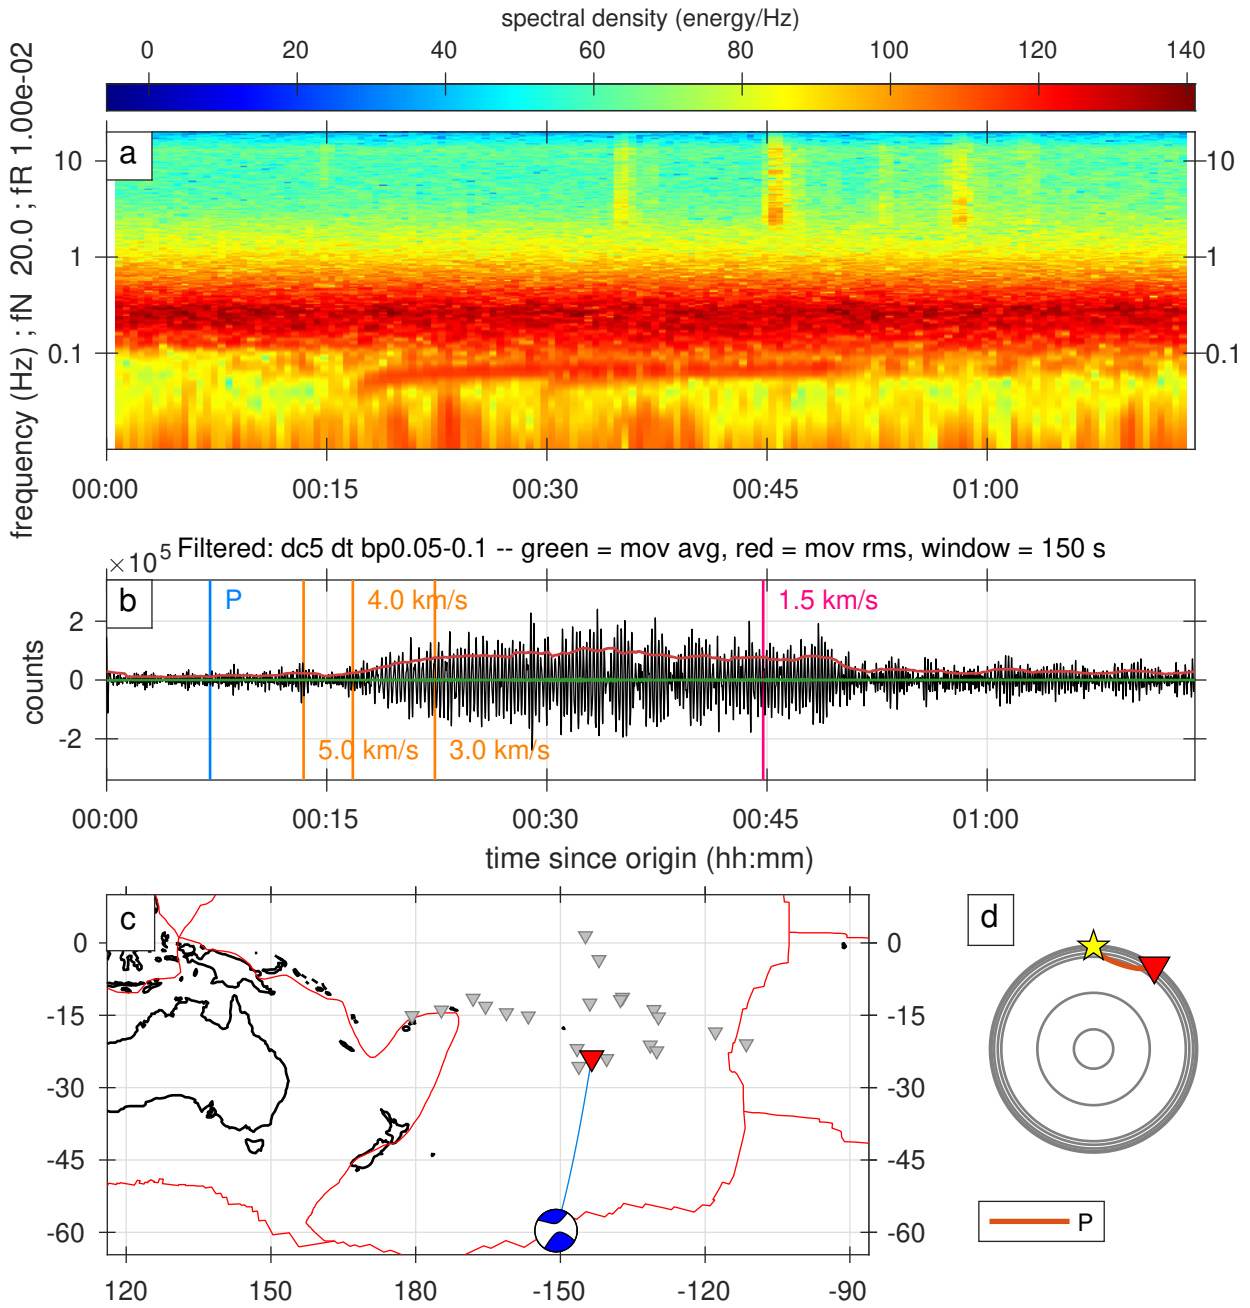 spectral density (energy/Hz)
0 20 40 60 80 100 120 140
frequency (Hz) ; fN 20.0 ; fR 1.00e-02
a
10 10
1 1
0.1 0.1
00:00 00:15 00:30 00:45 01:00
×10^5 Filtered: dc5 dt bp0.05-0.1 -- green = mov avg, red = mov rms, window = 150 s
b
P 4.0 km/s 1.5 km/s
5.0 km/s 3.0 km/s
counts
2
0
-2
00:00 00:15 00:30 00:45 01:00
time since origin (hh:mm)
c
d
0 0
-15 -15
-30 -30
-45 -45
-60 -60
120 150 180 -150 -120 -90
P